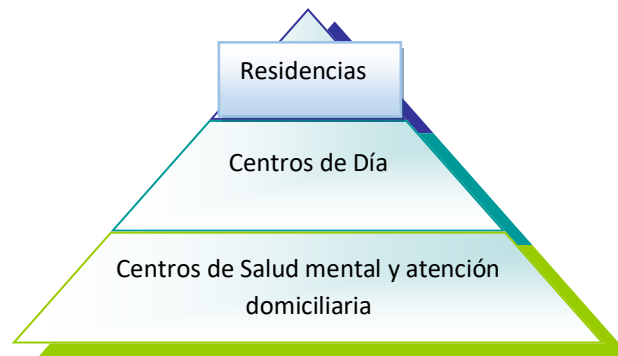 Residencias
Centros de Día
Centros de Salud mental y atención
domiciliaria